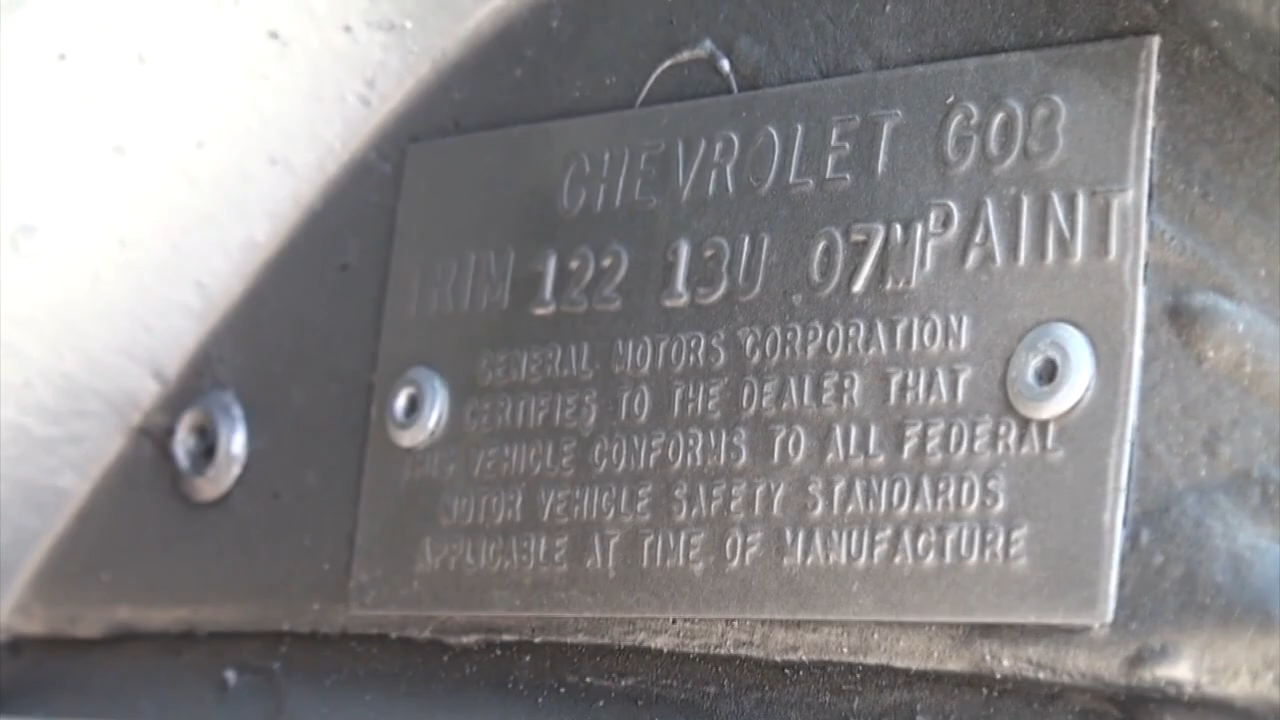 CHEVROLET G08
TRIM 122 13U 07M PAINT
GENERAL MOTORS CORPORATION
CERTIFIES TO THE DEALER THAT
THIS VEHICLE CONFORMS TO ALL FEDERAL
MOTOR VEHICLE SAFETY STANDARDS
APPLICABLE AT TIME OF MANUFACTURE